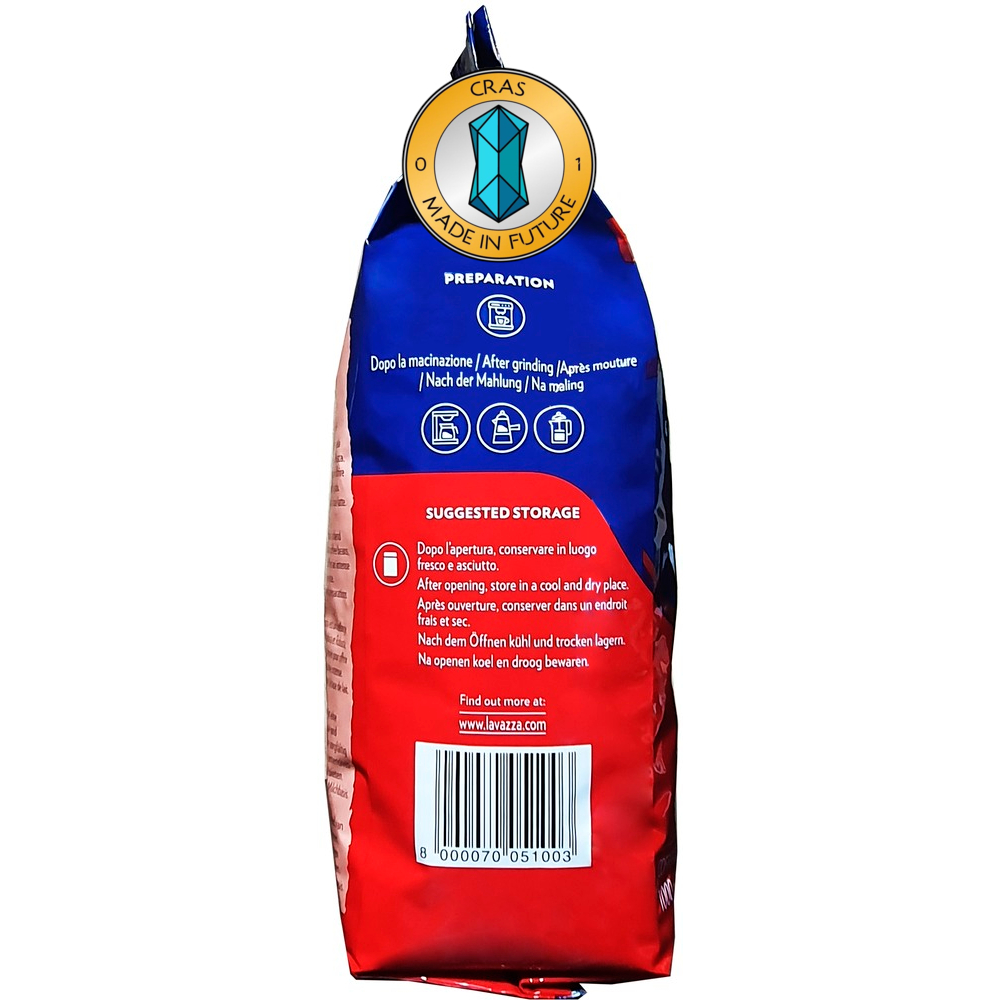 CRAS
0 1
MADE IN FUTURE
PREPARATION
Dopo la macinazione / After grinding /Après mouture
/ Nach der Mahlung / Na maling
SUGGESTED STORAGE
Dopo l'apertura, conservare in luogo
fresco e asciutto.
After opening, store in a cool and dry place.
Après ouverture, conserver dans un endroit
frais et sec.
Nach dem Öffnen kühl und trocken lagern.
Na openen koel en droog bewaren.
Find out more at:
www.lavazza.com
8 000070 051003